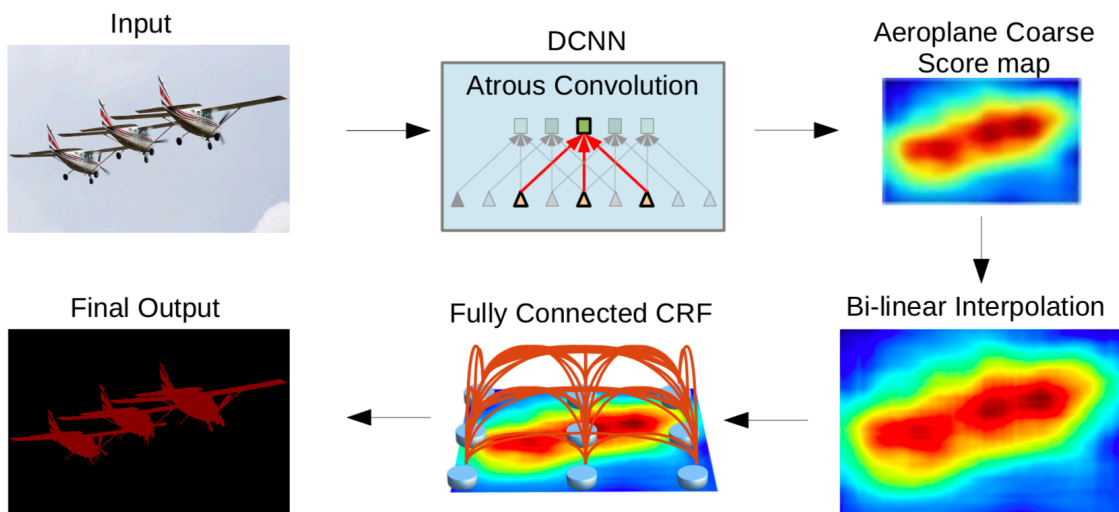 Input
DCNN
Atrous Convolution
Aeroplane Coarse
Score map
Bi-linear Interpolation
Fully Connected CRF
Final Output